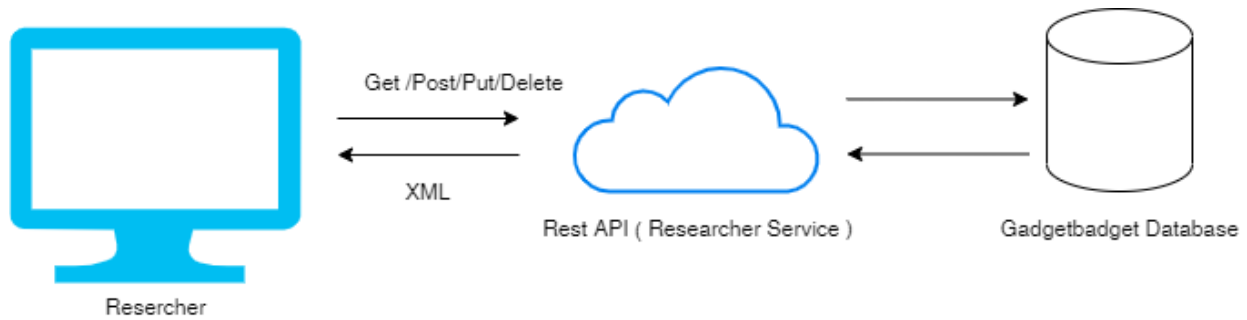 Get /Post/Put/Delete
XML
Rest API ( Researcher Service )
Gadgetbadget Database
Resercher